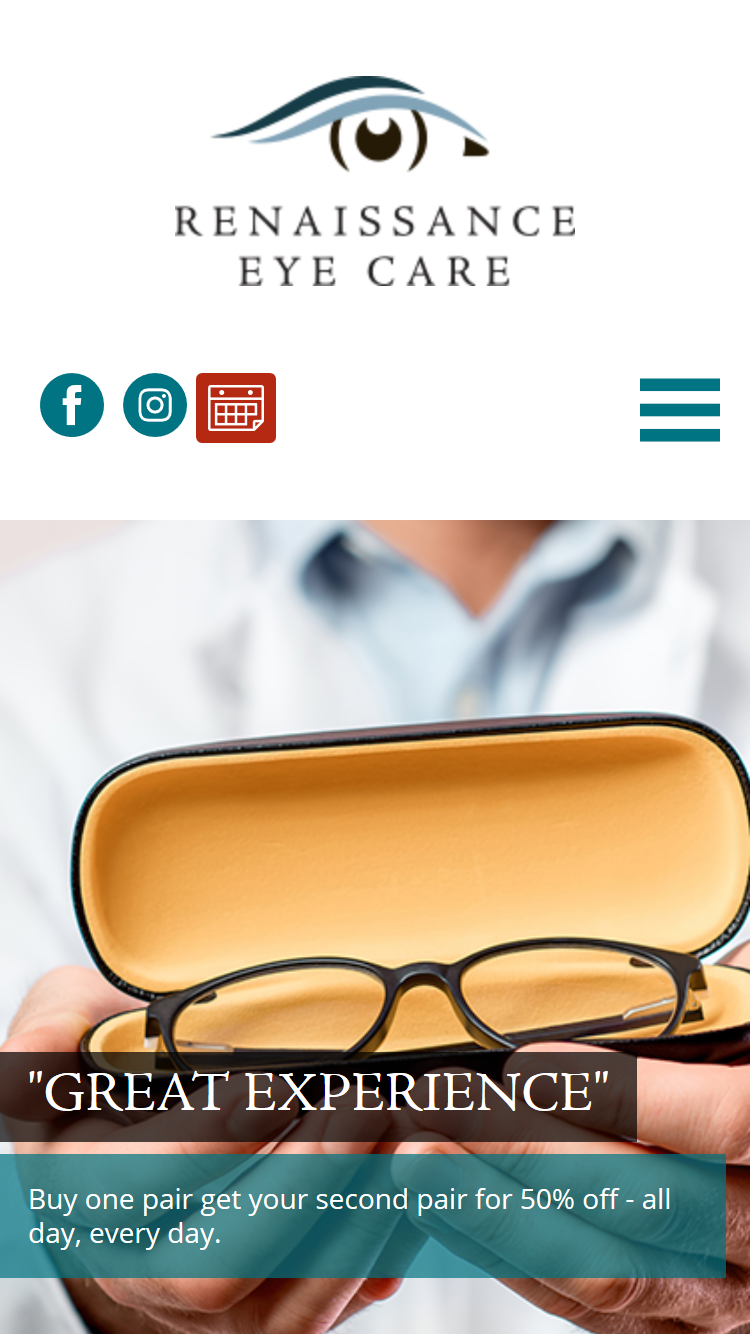 RENAISSANCE
EYE CARE
"GREAT EXPERIENCE"
Buy one pair get your second pair for 50% off - all
day, every day.